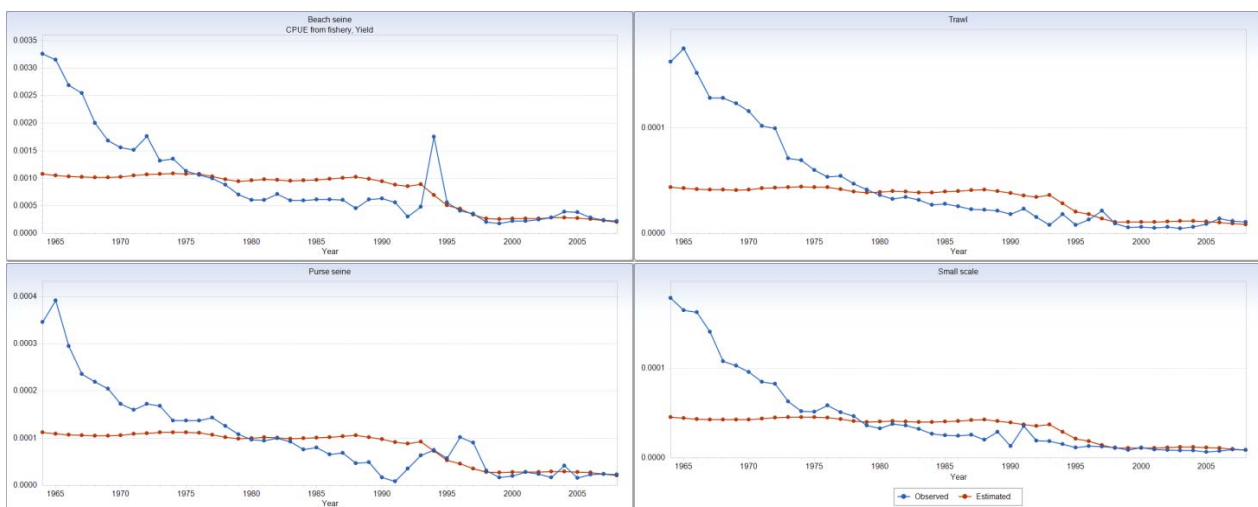 Beach seine
CPUE from fishery, Yield
0.0035
0.0030
0.0025
0.0020
0.0015
0.0010
0.0005
0.0000
1965 1970 1975 1980 1985 1990 1995 2000 2005
Year
Trawl
0.0001
0.0000
1965 1970 1975 1980 1985 1990 1995 2000 2005
Year
Purse seine
0.0004
0.0003
0.0002
0.0001
0.0000
1965 1970 1975 1980 1985 1990 1995 2000 2005
Year
Small scale
0.0001
0.0000
1965 1970 1975 1980 1985 1990 1995 2000 2005
Year
Observed Estimated